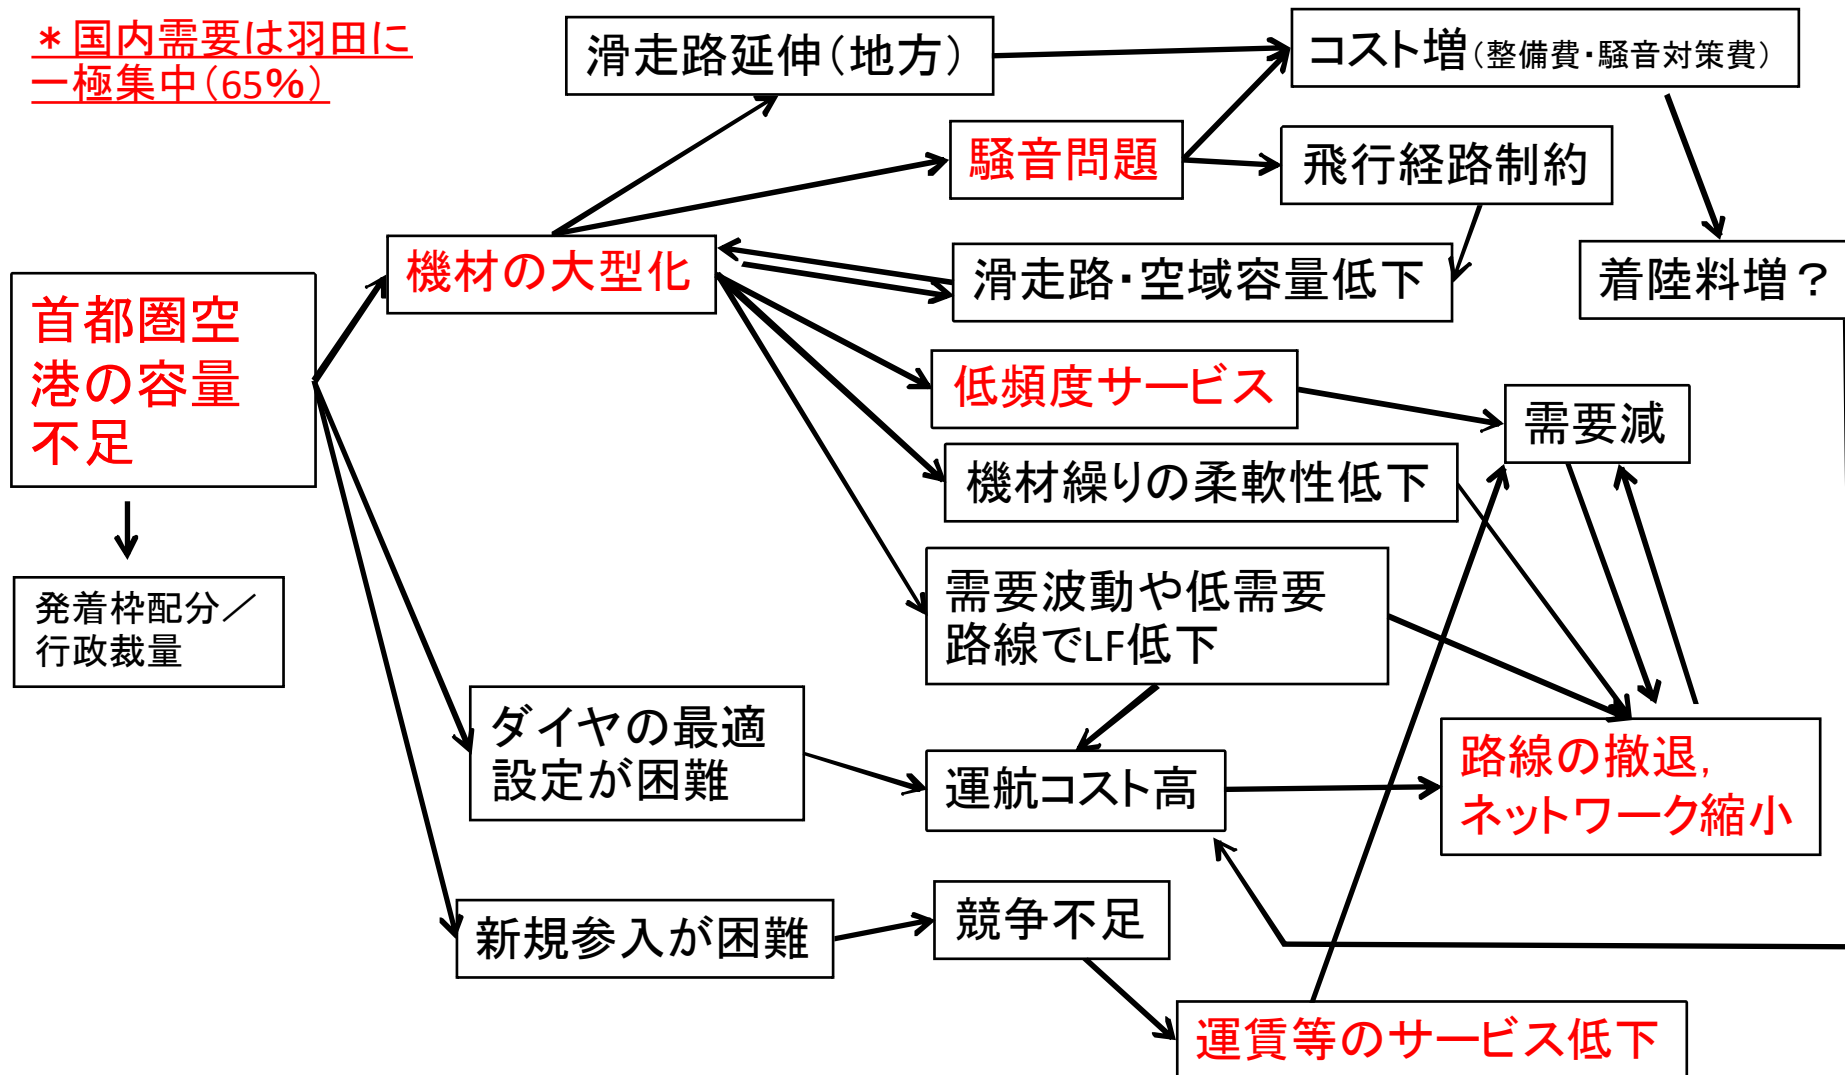 ＊国内需要は羽田に
一極集中（65％）
滑走路延伸（地方）
コスト増（整備費・騒音対策費）
騒音問題
飛行経路制約
機材の大型化
滑走路・空域容量低下
着陸料増？
首都圏空
港の容量
不足
低頻度サービス
需要減
機材繰りの柔軟性低下
需要波動や低需要
路線でLF低下
発着枠配分／
行政裁量
ダイヤの最適
設定が困難
運航コスト高
路線の撤退,
ネットワーク縮小
新規参入が困難
競争不足
運賃等のサービス低下